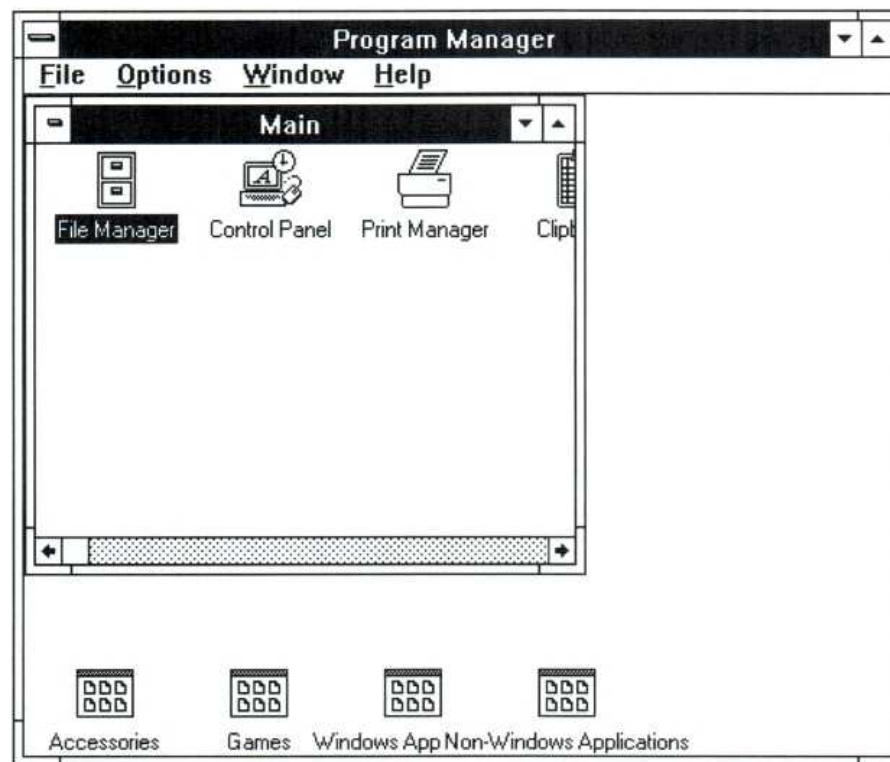 Program Manager
File Options Window Help
Main
File Manager Control Panel Print Manager Clipb
Accessories Games Windows App Non-Windows Applications